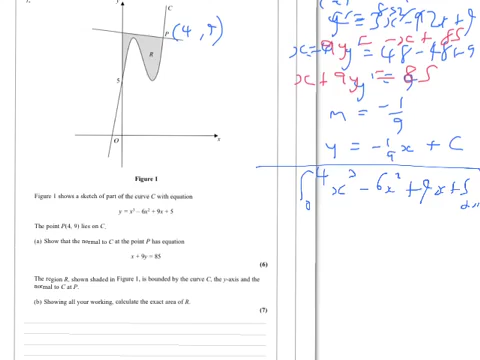 y
C
P (4, 9)
R
5
O
x
Figure 1
Figure 1 shows a sketch of part of the curve C with equation
y = x³ – 6x² + 9x + 5
The point P(4, 9) lies on C.
(a) Show that the normal to C at the point P has equation
x + 9y = 85
(6)
The region R, shown shaded in Figure 1, is bounded by the curve C, the y-axis and the
normal to C at P.
(b) Showing all your working, calculate the exact area of R.
(7)
9y = -x + 85
y' = 48 - 48 + 9
x + 9y = 85
m = -1/9
y = -1/9 x + C
∫₀⁴ x³ - 6x² + 9x + 5 dx